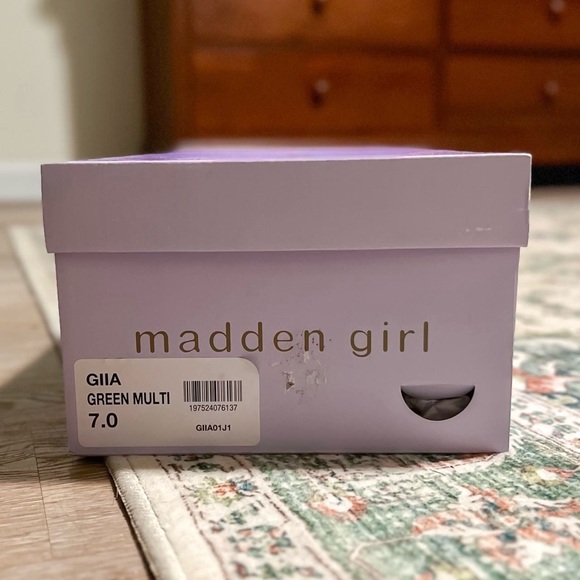 madden girl
GIIA
GREEN MULTI
7.0
197524076137
GIIA01J1